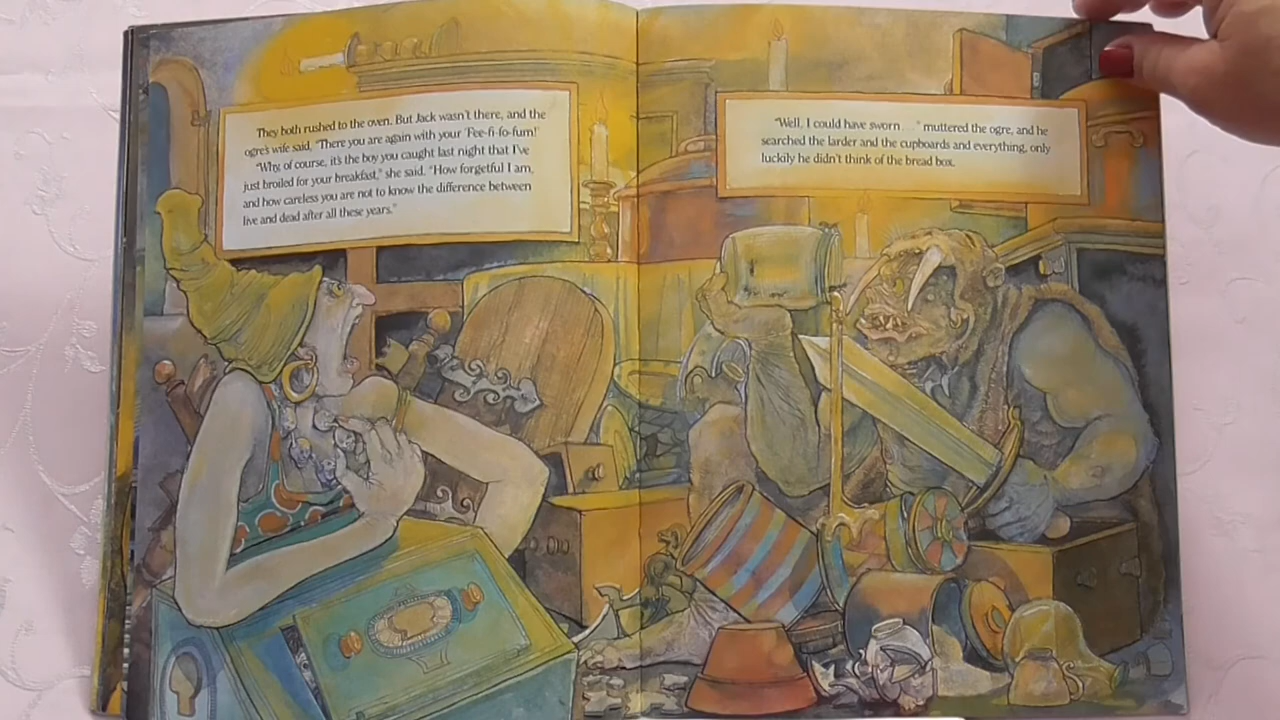 They both rushed to the oven. But Jack wasn't there, and the
ogre's wife said, "There you are again with your 'Fee-fi-fo-fum!'
"Why, of course, it's the boy you caught last night that I've
just broiled for your breakfast," she said. "How forgetful I am,
and how careless you are not to know the difference between
live and dead after all these years."
"Well, I could have sworn . . ." muttered the ogre, and he
searched the larder and the cupboards and everything, only
luckily he didn't think of the bread box.